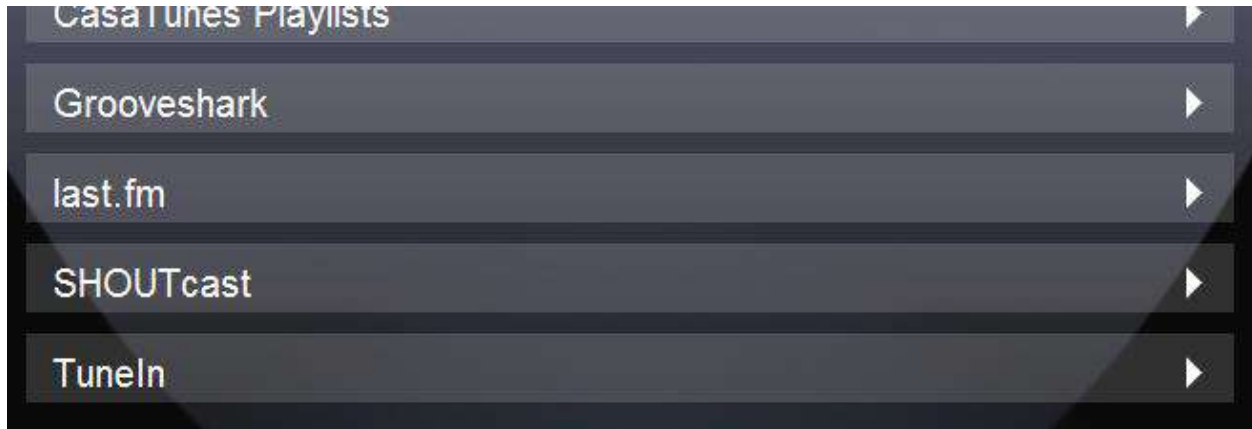 CasaTunes Playlists
Grooveshark
last.fm
SHOUTcast
TuneIn